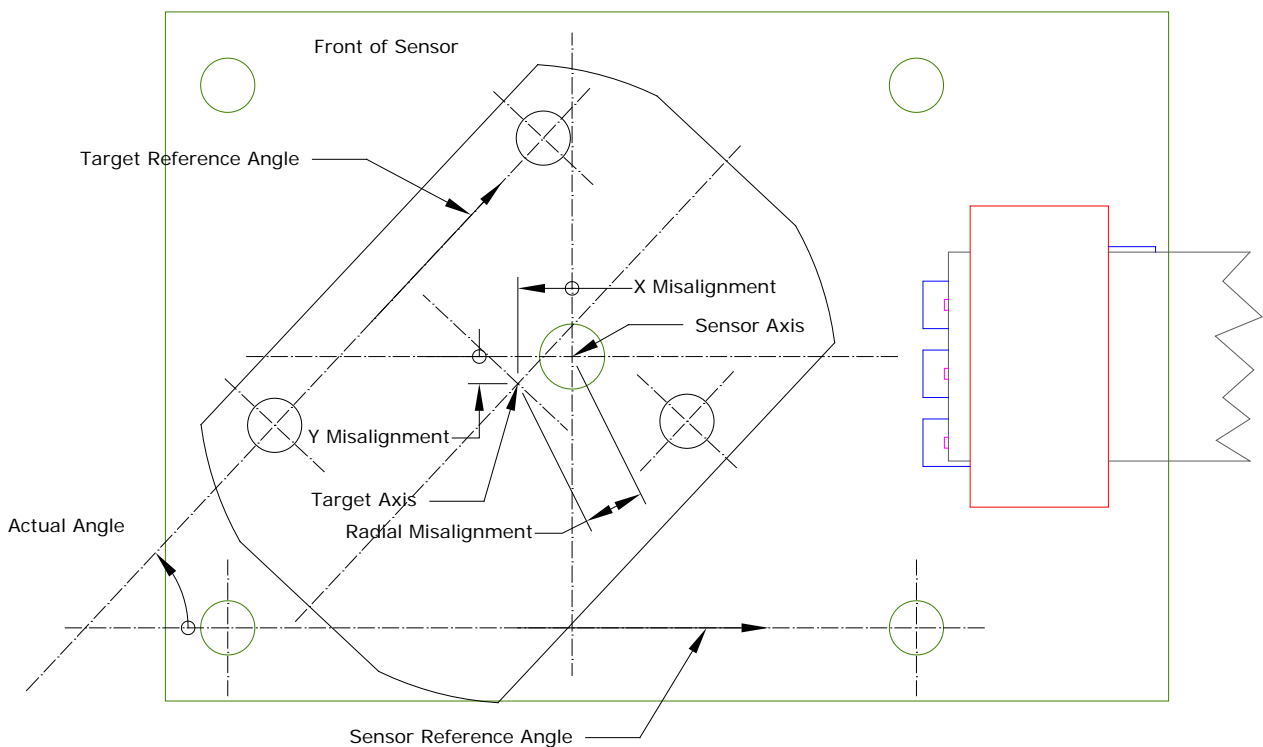 Front of Sensor
Target Reference Angle
X Misalignment
Sensor Axis
Y Misalignment
Target Axis
Actual Angle
Radial Misalignment
Sensor Reference Angle